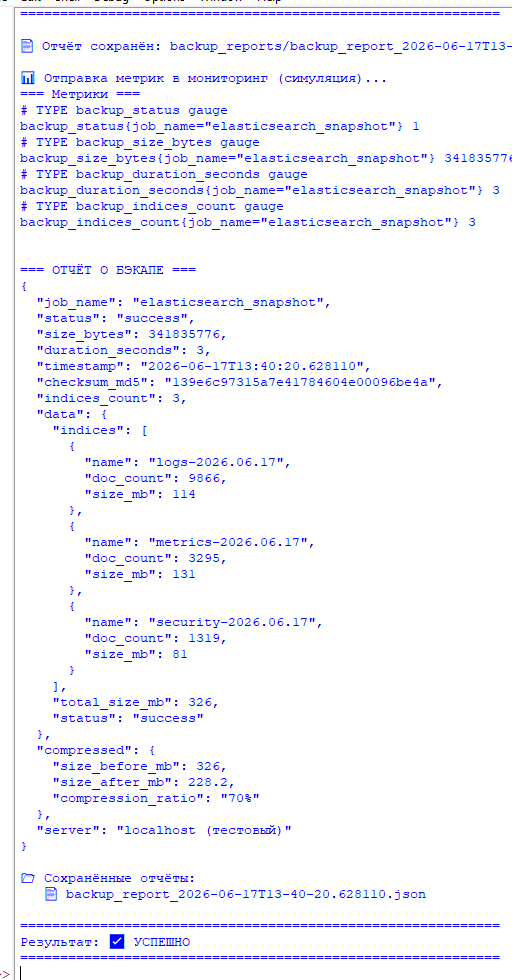 ============================================================
📄 Отчёт сохранён: backup_reports/backup_report_2026-06-17T13-
📊 Отправка метрик в мониторинг (симуляция)...
=== Метрики ===
# TYPE backup_status gauge
backup_status{job_name="elasticsearch_snapshot"} 1
# TYPE backup_size_bytes gauge
backup_size_bytes{job_name="elasticsearch_snapshot"} 341835776
# TYPE backup_duration_seconds gauge
backup_duration_seconds{job_name="elasticsearch_snapshot"} 3
# TYPE backup_indices_count gauge
backup_indices_count{job_name="elasticsearch_snapshot"} 3
=== ОТЧЁТ О БЭКАПЕ ===
{
  "job_name": "elasticsearch_snapshot",
  "status": "success",
  "size_bytes": 341835776,
  "duration_seconds": 3,
  "timestamp": "2026-06-17T13:40:20.628110",
  "checksum_md5": "139e6c97315a7e41784604e00096be4a",
  "indices_count": 3,
  "data": {
    "indices": [
      {
        "name": "logs-2026.06.17",
        "doc_count": 9866,
        "size_mb": 114
      },
      {
        "name": "metrics-2026.06.17",
        "doc_count": 3295,
        "size_mb": 131
      },
      {
        "name": "security-2026.06.17",
        "doc_count": 1319,
        "size_mb": 81
      }
    ],
    "total_size_mb": 326,
    "status": "success"
  },
  "compressed": {
    "size_before_mb": 326,
    "size_after_mb": 228.2,
    "compression_ratio": "70%"
  },
  "server": "localhost (тестовый)"
}
📂 Сохранённые отчёты:
   📄 backup_report_2026-06-17T13-40-20.628110.json
============================================================
Результат: ✅ УСПЕШНО
============================================================